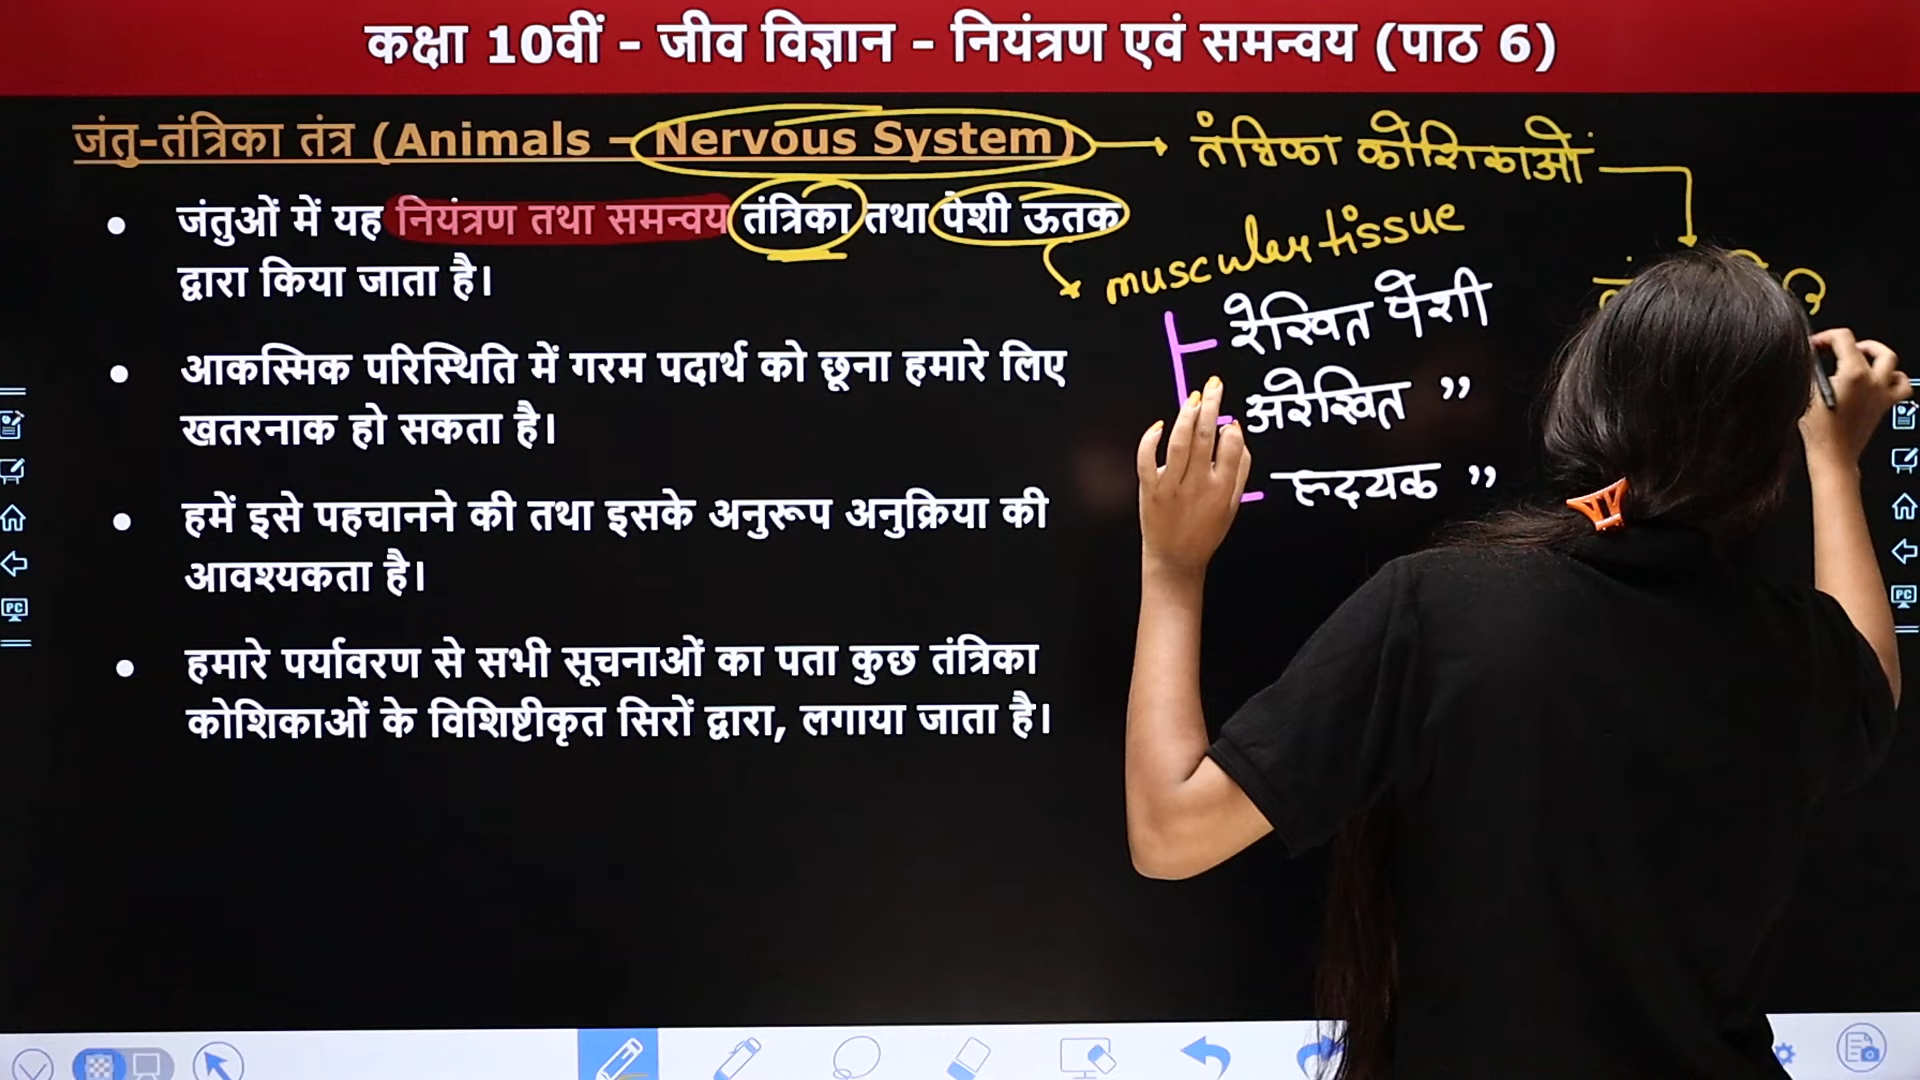 कक्षा 10वीं - जीव विज्ञान - नियंत्रण एवं समन्वय (पाठ 6)
जंतु-तंत्रिका तंत्र (Animals – Nervous System) → तंत्रिका कोशिकाओं
• जंतुओं में यह नियंत्रण तथा समन्वय तंत्रिका तथा पेशी ऊतक
द्वारा किया जाता है।
muscular tissue
रेखित पेशी
अरेखित ”
हृदयक ”
• आकस्मिक परिस्थिति में गरम पदार्थ को छूना हमारे लिए
खतरनाक हो सकता है।
• हमें इसे पहचानने की तथा इसके अनुरूप अनुक्रिया की
आवश्यकता है।
• हमारे पर्यावरण से सभी सूचनाओं का पता कुछ तंत्रिका
कोशिकाओं के विशिष्टीकृत सिरों द्वारा, लगाया जाता है।
PC
PC